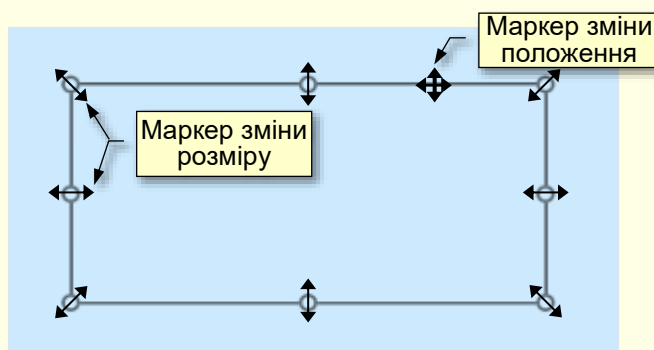 Маркер зміни
положення
Маркер зміни
розміру